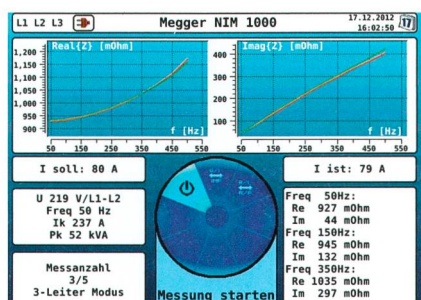 L1 L2 L3
Megger NIM 1000
17.12.2012
16:02:50
17
Real{Z} [mOhm]
1,200
1,150
1,100
1,050
1,000
950
900
f [Hz]
50 150 250 350 450 550
Imag{Z} [mOhm]
400
300
200
100
f [Hz]
50 150 250 350 450 550
I soll: 80 A
I ist: 79 A
U 219 V/L1-L2
Freq 50 Hz
Ik 237 A
Pk 52 kVA
Messanzahl
3/5
3-Leiter Modus
Messung starten
Freq 50Hz:
Re 927 mOhm
Im 44 mOhm
Freq 150Hz:
Re 945 mOhm
Im 132 mOhm
Freq 350Hz:
Re 1035 mOhm
Im 297 mOhm